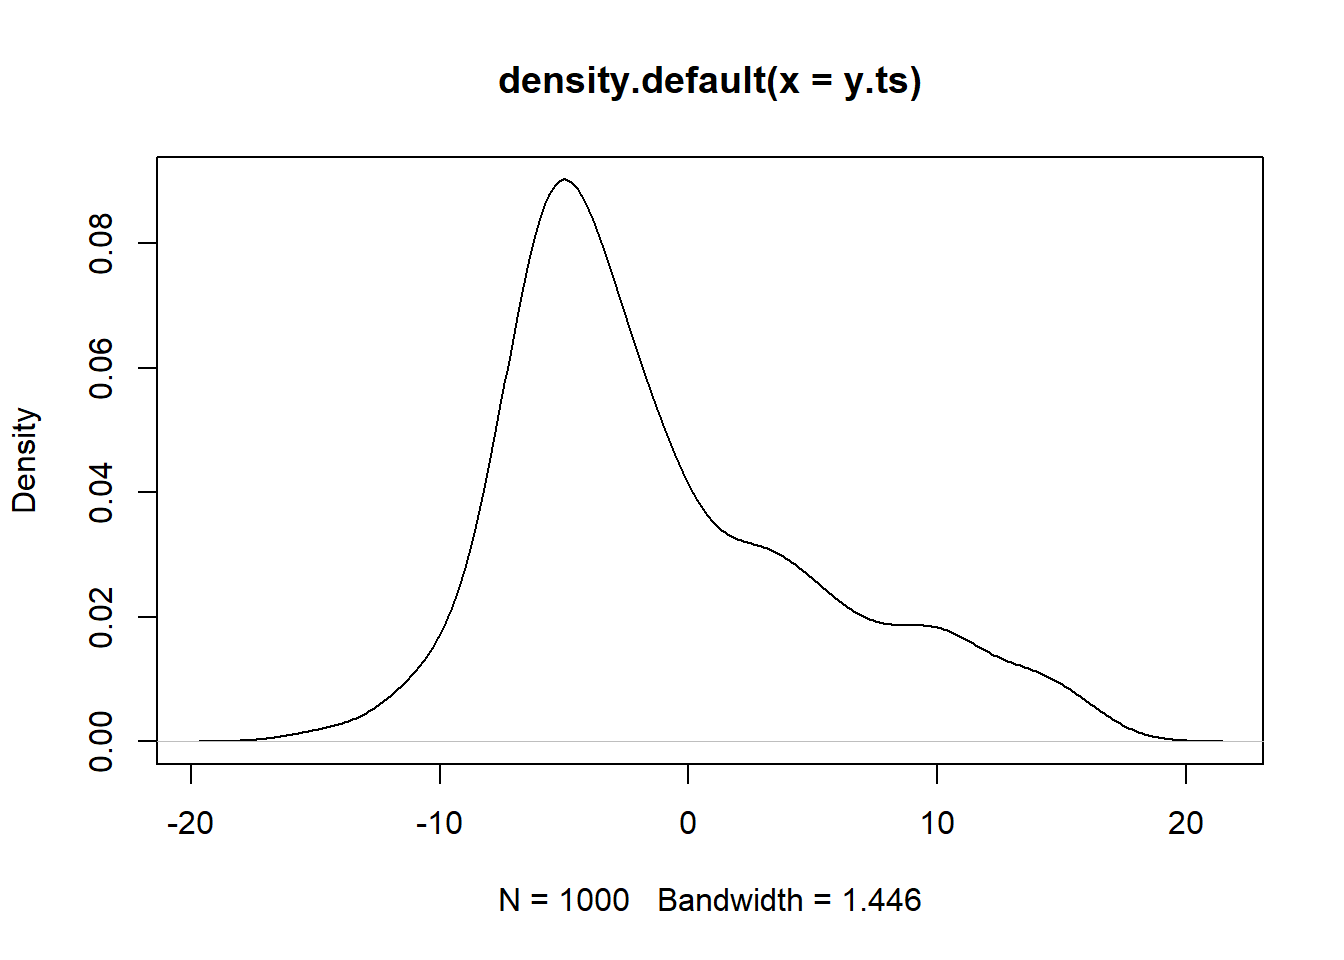 density.default(x = y.ts)
Density
0.08
0.06
0.04
0.02
0.00
-20 -10 0 10 20
N = 1000 Bandwidth = 1.446